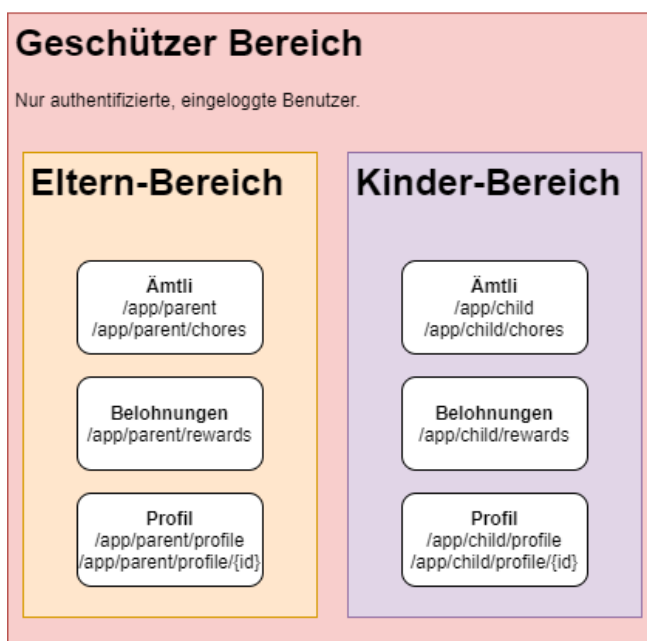 Geschützer Bereich
Nur authentifizierte, eingeloggte Benutzer.
Eltern-Bereich
Ämtli
/app/parent
/app/parent/chores
Belohnungen
/app/parent/rewards
Profil
/app/parent/profile
/app/parent/profile/{id}
Kinder-Bereich
Ämtli
/app/child
/app/child/chores
Belohnungen
/app/child/rewards
Profil
/app/child/profile
/app/child/profile/{id}